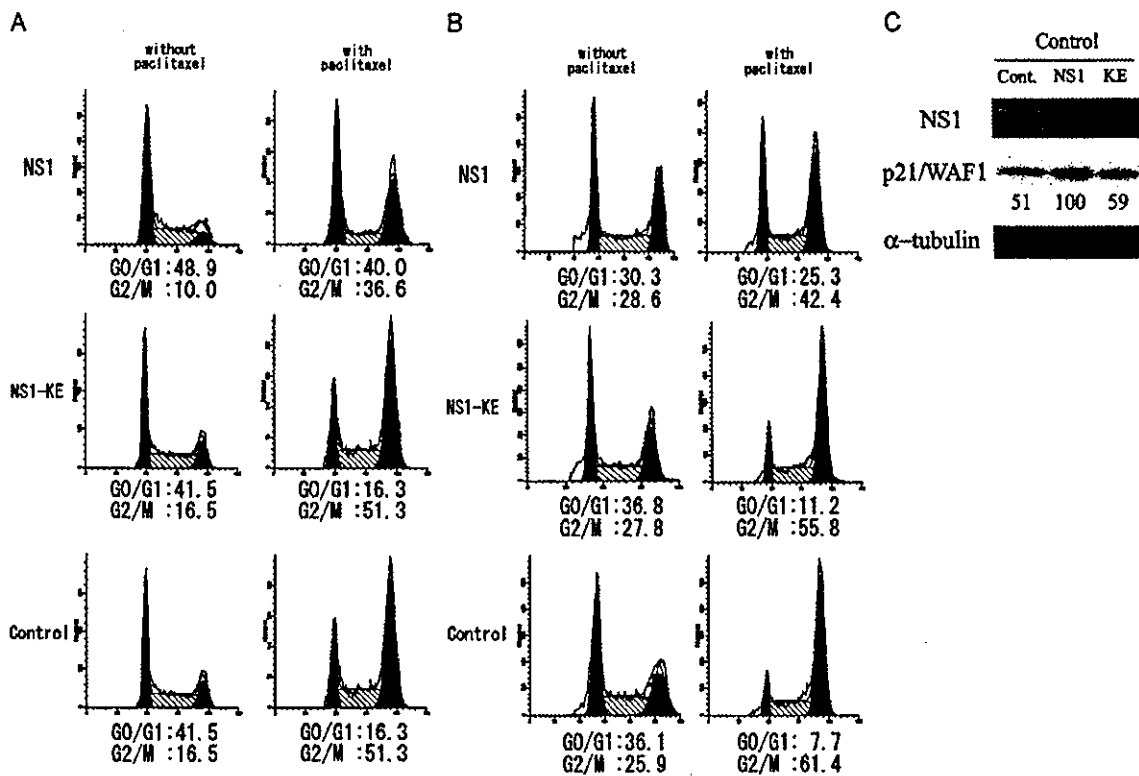 A
B
C
without
paclitaxel
with
paclitaxel
without
paclitaxel
with
paclitaxel
Control
Cont. NS1 KE
NS1
p21/WAF1
51 100 59
α-tubulin
NS1
G0/G1:48.9
G2/M :10.0
G0/G1:40.0
G2/M :36.6
NS1
G0/G1:30.3
G2/M :28.6
G0/G1:25.3
G2/M :42.4
NS1-KE
G0/G1:41.5
G2/M :16.5
G0/G1:16.3
G2/M :51.3
NS1-KE
G0/G1:36.8
G2/M :27.8
G0/G1:11.2
G2/M :55.8
Control
G0/G1:41.5
G2/M :16.5
G0/G1:16.3
G2/M :51.3
Control
G0/G1:36.1
G2/M :25.9
G0/G1: 7.7
G2/M :61.4